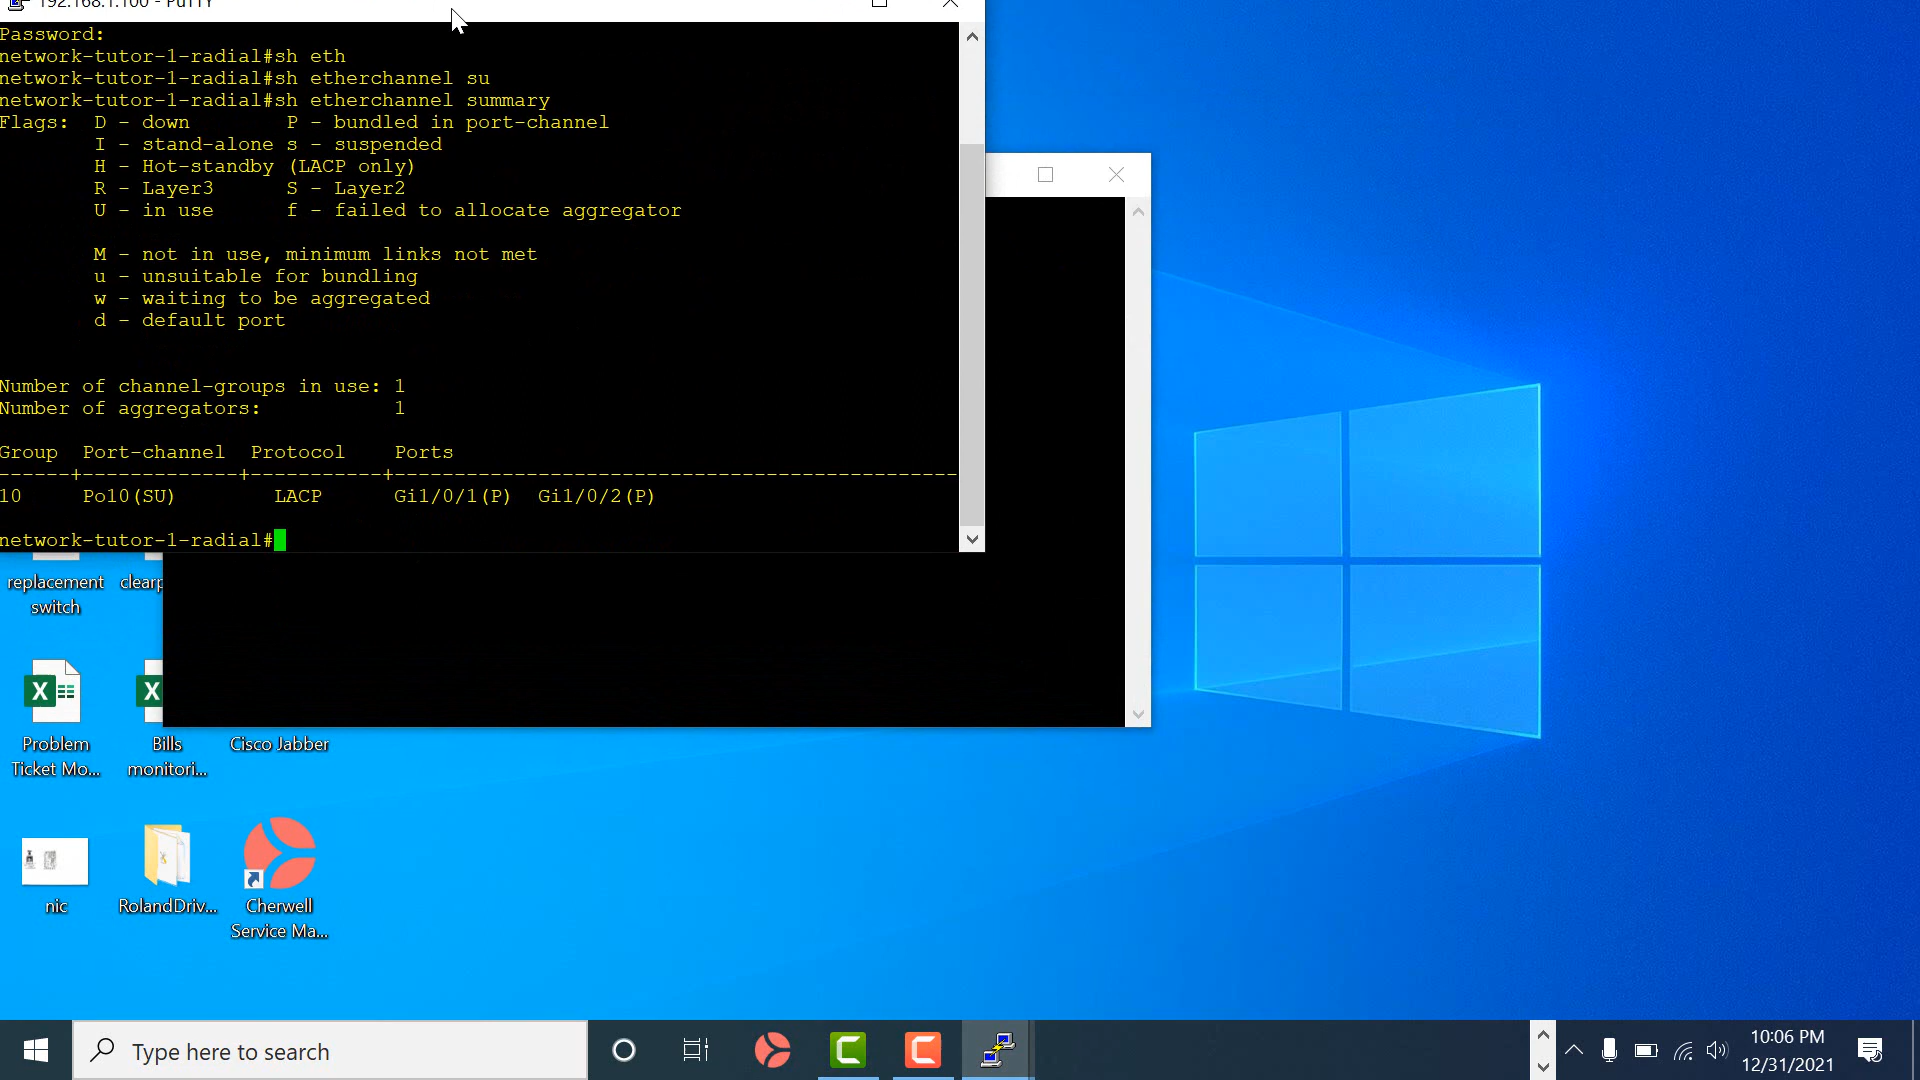 192.168.1.100 - PuTTY
Password:
network-tutor-1-radial#sh eth
network-tutor-1-radial#sh etherchannel su
network-tutor-1-radial#sh etherchannel summary
Flags:  D - down        P - bundled in port-channel
I - stand-alone s - suspended
H - Hot-standby (LACP only)
R - Layer3      S - Layer2
U - in use      f - failed to allocate aggregator
M - not in use, minimum links not met
u - unsuitable for bundling
w - waiting to be aggregated
d - default port
Number of channel-groups in use: 1
Number of aggregators:           1
Group  Port-channel  Protocol    Ports
------+-------------+-----------+-----------------------------------------------
10     Po10(SU)        LACP      Gi1/0/1(P)  Gi1/0/2(P)
network-tutor-1-radial#
replacement
switch
clearp
Problem
Ticket Mo...
Bills
monitori...
Cisco Jabber
nic
RolandDriv...
Cherwell
Service Ma...
Type here to search
10:06 PM
12/31/2021